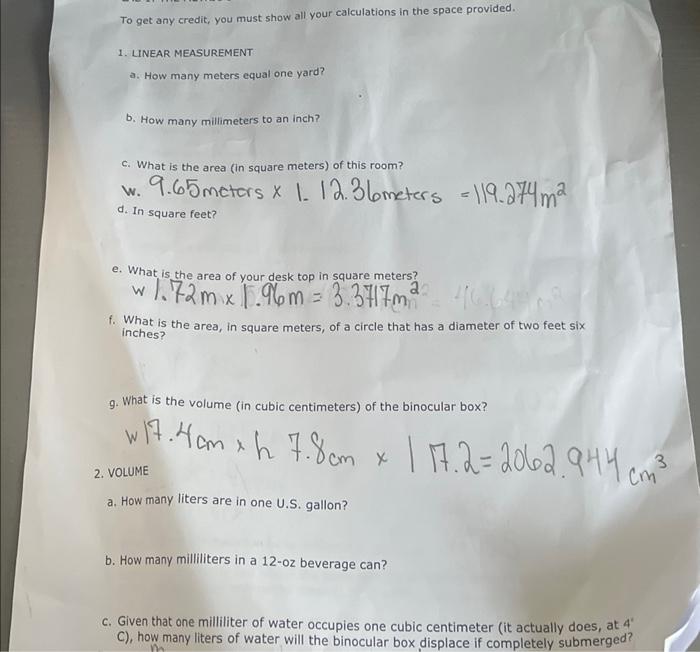 To get any credit, you must show all your calculations in the space provided.
1. LINEAR MEASUREMENT
a. How many meters equal one yard?
b. How many millimeters to an inch?
c. What is the area (in square meters) of this room?
w. 9.65meters x l. 12.36meters = 119.274m²
d. In square feet?
e. What is the area of your desk top in square meters?
w 1.72m x l.96m = 3.3717m²
f. What is the area, in square meters, of a circle that has a diameter of two feet six
inches?
g. What is the volume (in cubic centimeters) of the binocular box?
w17.4cm x h 7.8cm x l 17.2 = 2062.944 cm³
2. VOLUME
a. How many liters are in one U.S. gallon?
b. How many milliliters in a 12-oz beverage can?
c. Given that one milliliter of water occupies one cubic centimeter (it actually does, at 4°
C), how many liters of water will the binocular box displace if completely submerged?